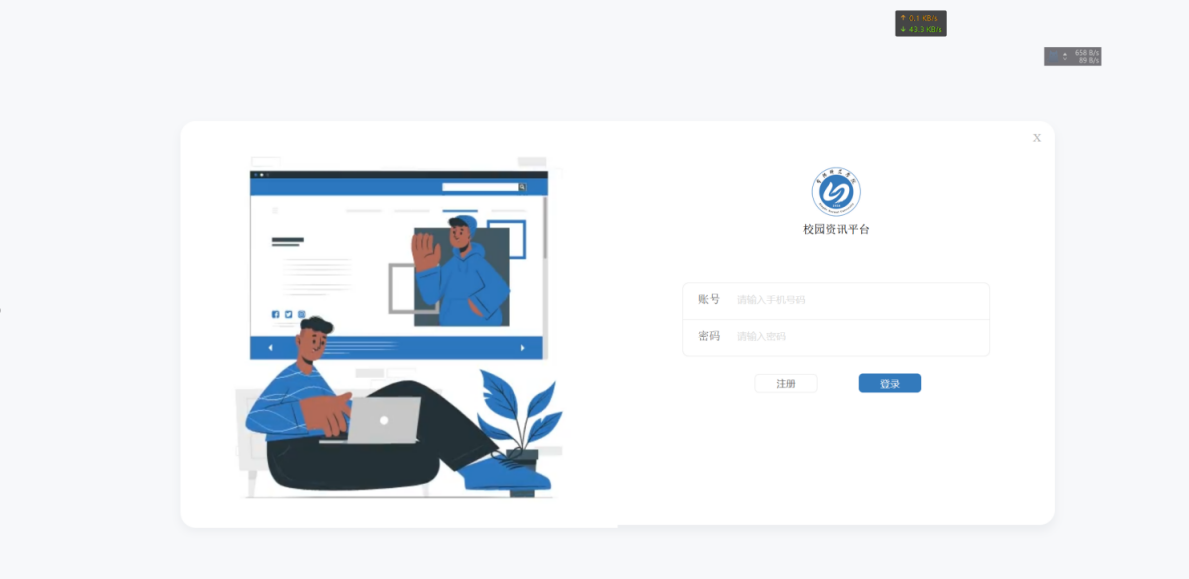 ↑ 0.1 KB/s
↓ 43.3 KB/s
658 B/s
89 B/s
X
校园资讯平台
账号 请输入手机号码
密码 请输入密码
注册 登录